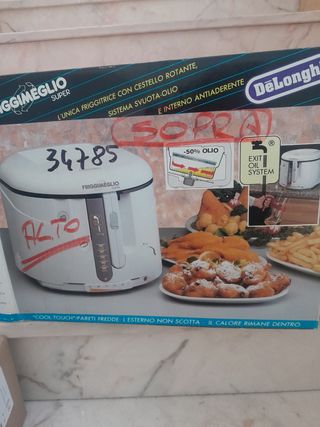 FRIGGIMEGLIO
SUPER
L'UNICA FRIGGITRICE CON CESTELLO ROTANTE,
SISTEMA SVUOTA OLIO
E INTERNO ANTIADERENTE
DeLonghi
SOPRA
34785
-50% OLIO
EXIT
OIL
SYSTEM
FRIGGIMEGLIO
ALTO
"COOL TOUCH"-PARETI FREDDE L'ESTERNO NON SCOTTA - IL CALORE RIMANE DENTRO